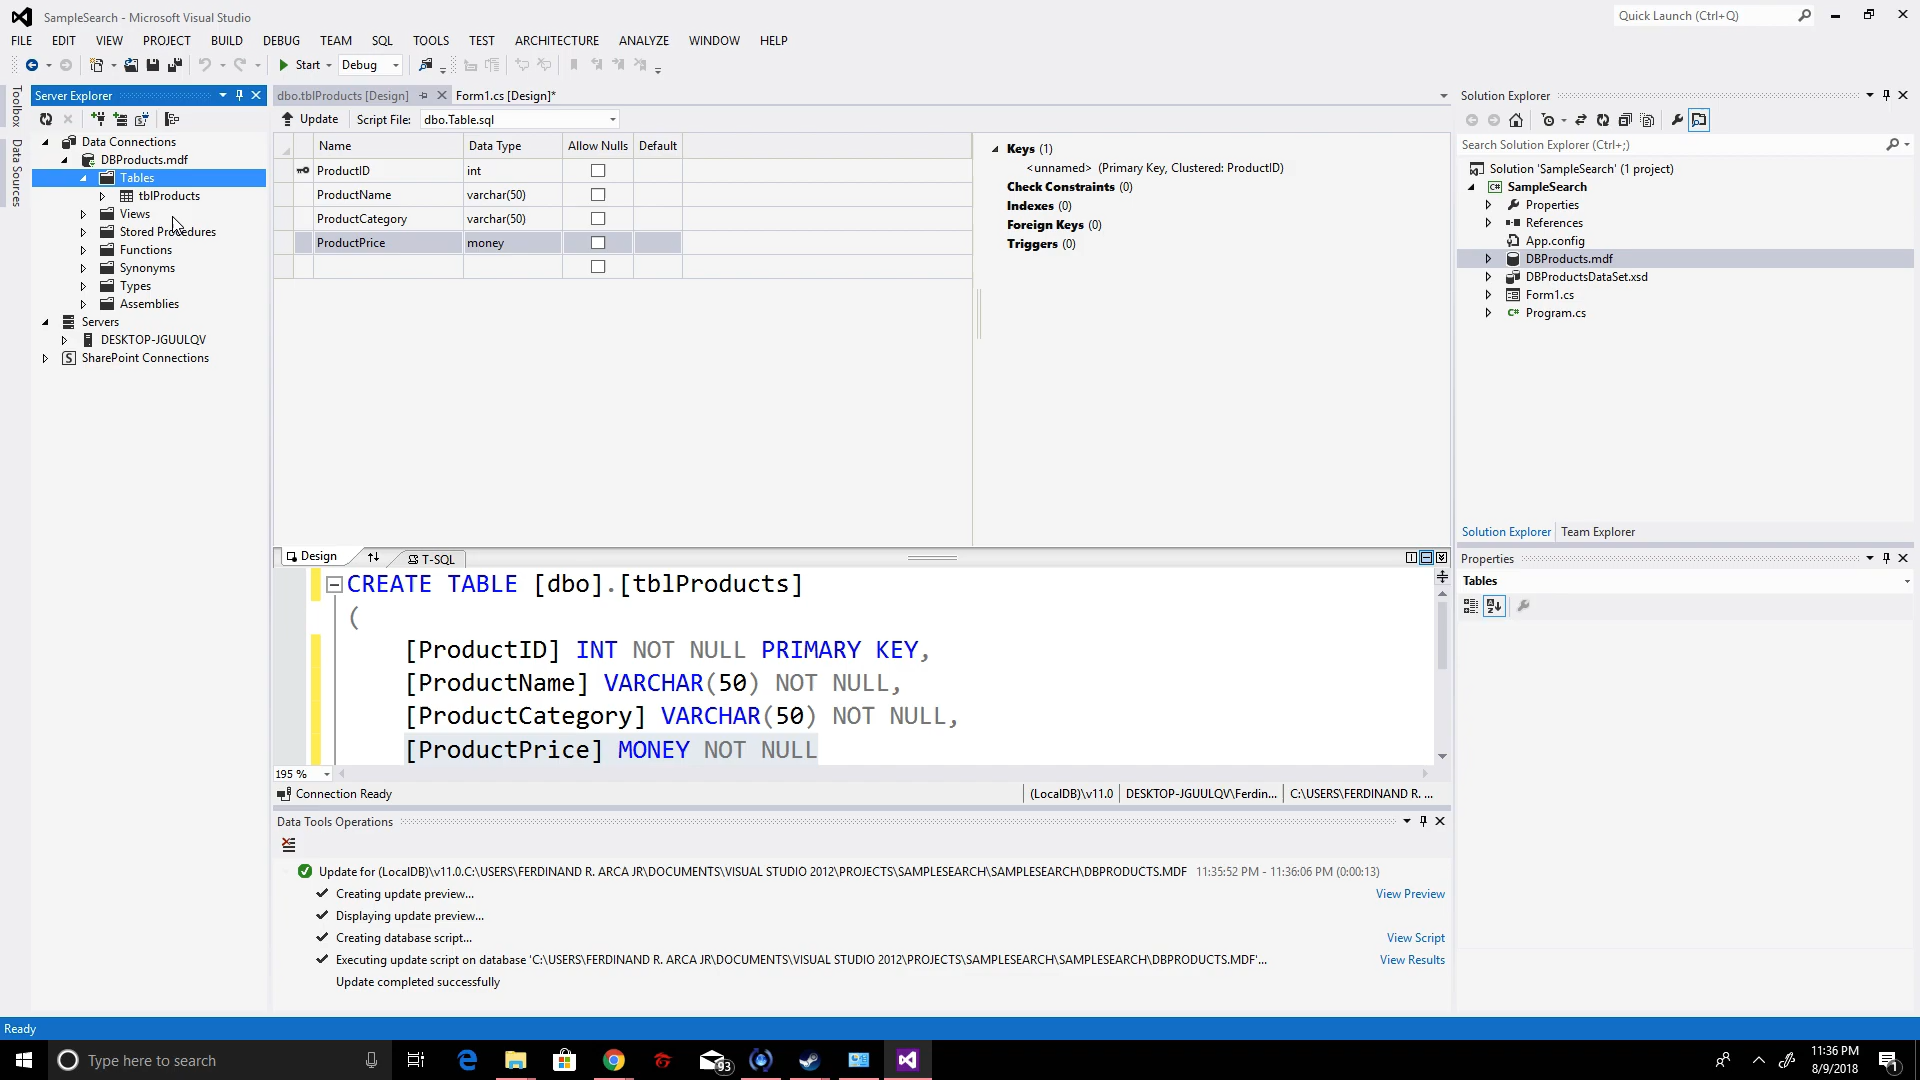 SampleSearch - Microsoft Visual Studio
Quick Launch (Ctrl+Q)
FILE EDIT VIEW PROJECT BUILD DEBUG TEAM SQL TOOLS TEST ARCHITECTURE ANALYZE WINDOW HELP
Start Debug
Toolbox
Data Sources
Server Explorer
Data Connections
DBProducts.mdf
Tables
tblProducts
Views
Stored Procedures
Functions
Synonyms
Types
Assemblies
Servers
DESKTOP-JGUULQV
SharePoint Connections
dbo.tblProducts [Design] Form1.cs [Design]*
Update Script File: dbo.Table.sql
Name Data Type Allow Nulls Default
ProductID int
ProductName varchar(50)
ProductCategory varchar(50)
ProductPrice money
Keys (1)
<unnamed> (Primary Key, Clustered: ProductID)
Check Constraints (0)
Indexes (0)
Foreign Keys (0)
Triggers (0)
Design T-SQL
CREATE TABLE [dbo].[tblProducts]
(
[ProductID] INT NOT NULL PRIMARY KEY,
[ProductName] VARCHAR(50) NOT NULL,
[ProductCategory] VARCHAR(50) NOT NULL,
[ProductPrice] MONEY NOT NULL
195 %
Connection Ready (LocalDB)\v11.0 DESKTOP-JGUULQV\Ferdin... C:\USERS\FERDINAND R. ...
Data Tools Operations
Update for (LocalDB)\v11.0.C:\USERS\FERDINAND R. ARCA JR\DOCUMENTS\VISUAL STUDIO 2012\PROJECTS\SAMPLESEARCH\SAMPLESEARCH\DBPRODUCTS.MDF 11:35:52 PM - 11:36:06 PM (0:00:13)
Creating update preview... View Preview
Displaying update preview...
Creating database script... View Script
Executing update script on database 'C:\USERS\FERDINAND R. ARCA JR\DOCUMENTS\VISUAL STUDIO 2012\PROJECTS\SAMPLESEARCH\SAMPLESEARCH\DBPRODUCTS.MDF'... View Results
Update completed successfully
Solution Explorer
Search Solution Explorer (Ctrl+;)
Solution 'SampleSearch' (1 project)
SampleSearch
Properties
References
App.config
DBProducts.mdf
DBProductsDataSet.xsd
Form1.cs
Program.cs
Solution Explorer Team Explorer
Properties
Tables
Ready
Type here to search
93
11:36 PM
8/9/2018
1